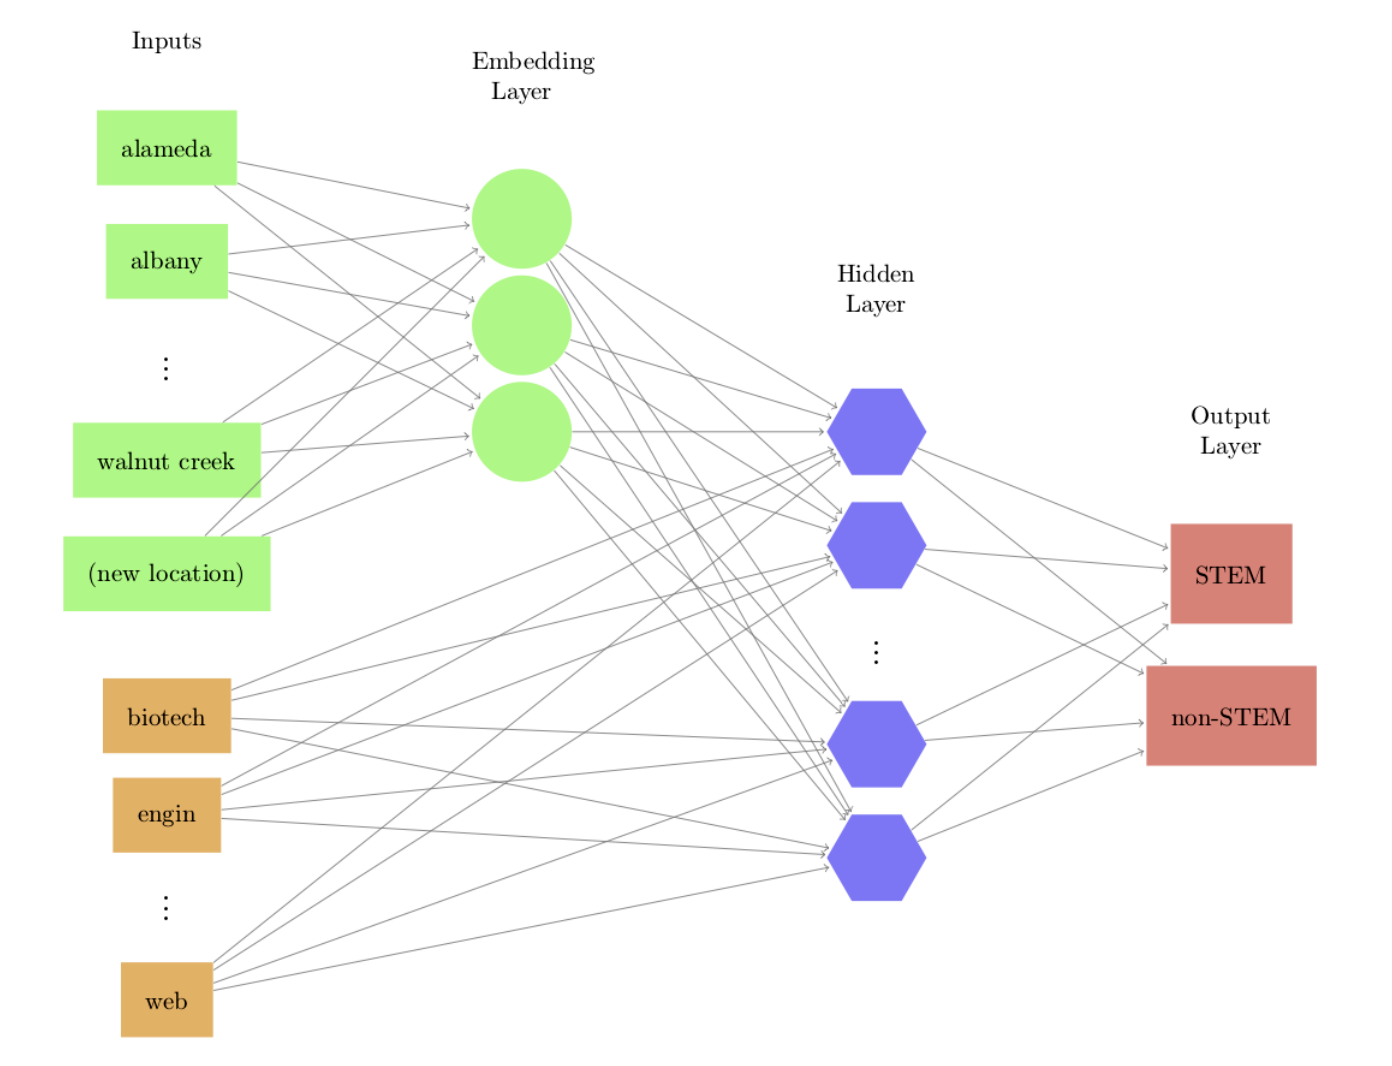 Inputs
alameda
albany
⋮
walnut creek
(new location)
biotech
engin
⋮
web
Embedding
Layer
Hidden
Layer
⋮
Output
Layer
STEM
non-STEM